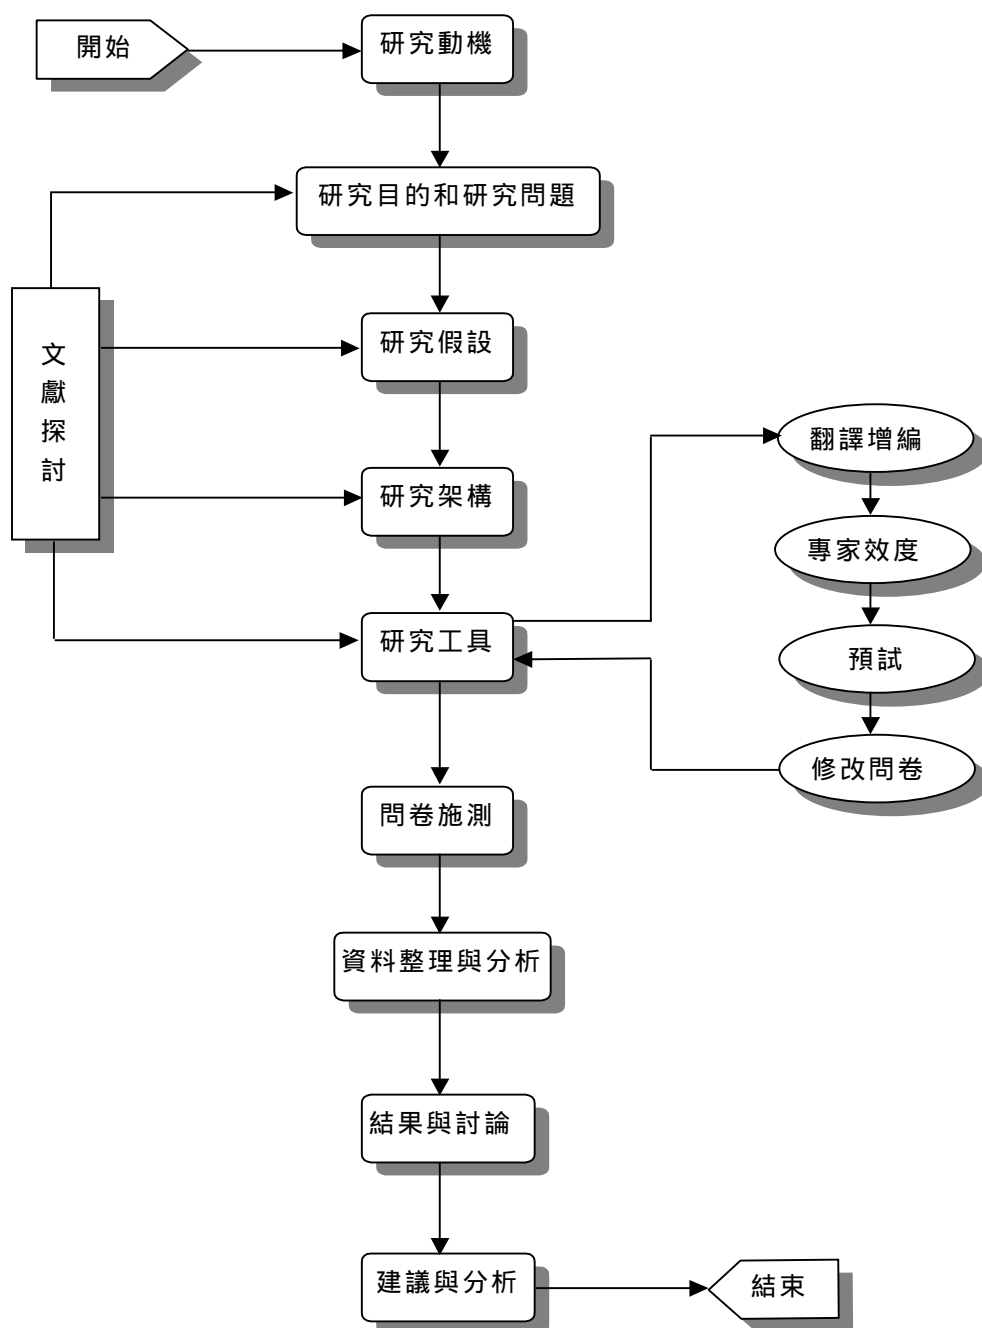 開始
研究動機
研究目的和研究問題
文獻探討
研究假設
研究架構
研究工具
翻譯增編
專家效度
預試
修改問卷
問卷施測
資料整理與分析
結果與討論
建議與分析
結束